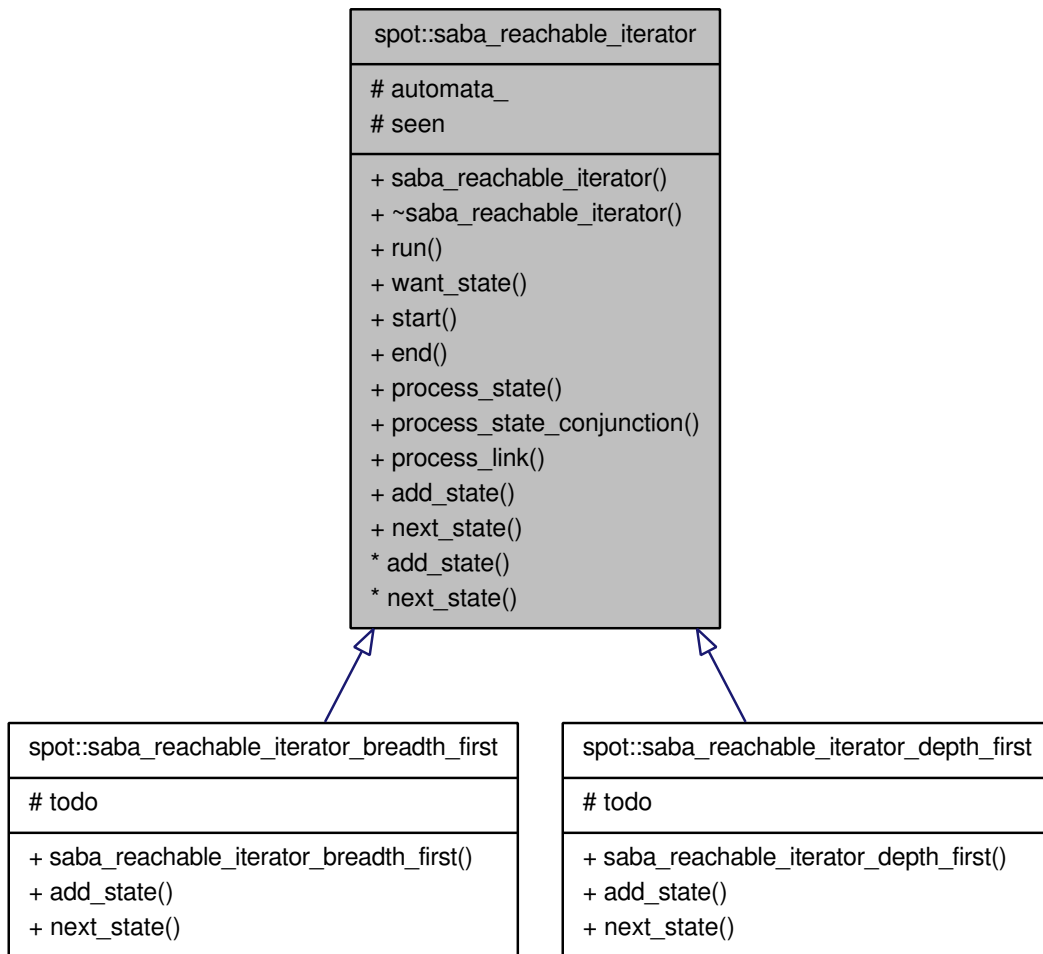 spot::saba_reachable_iterator
# automata_
# seen
+ saba_reachable_iterator()
+ ~saba_reachable_iterator()
+ run()
+ want_state()
+ start()
+ end()
+ process_state()
+ process_state_conjunction()
+ process_link()
+ add_state()
+ next_state()
* add_state()
* next_state()
spot::saba_reachable_iterator_breadth_first
# todo
+ saba_reachable_iterator_breadth_first()
+ add_state()
+ next_state()
spot::saba_reachable_iterator_depth_first
# todo
+ saba_reachable_iterator_depth_first()
+ add_state()
+ next_state()